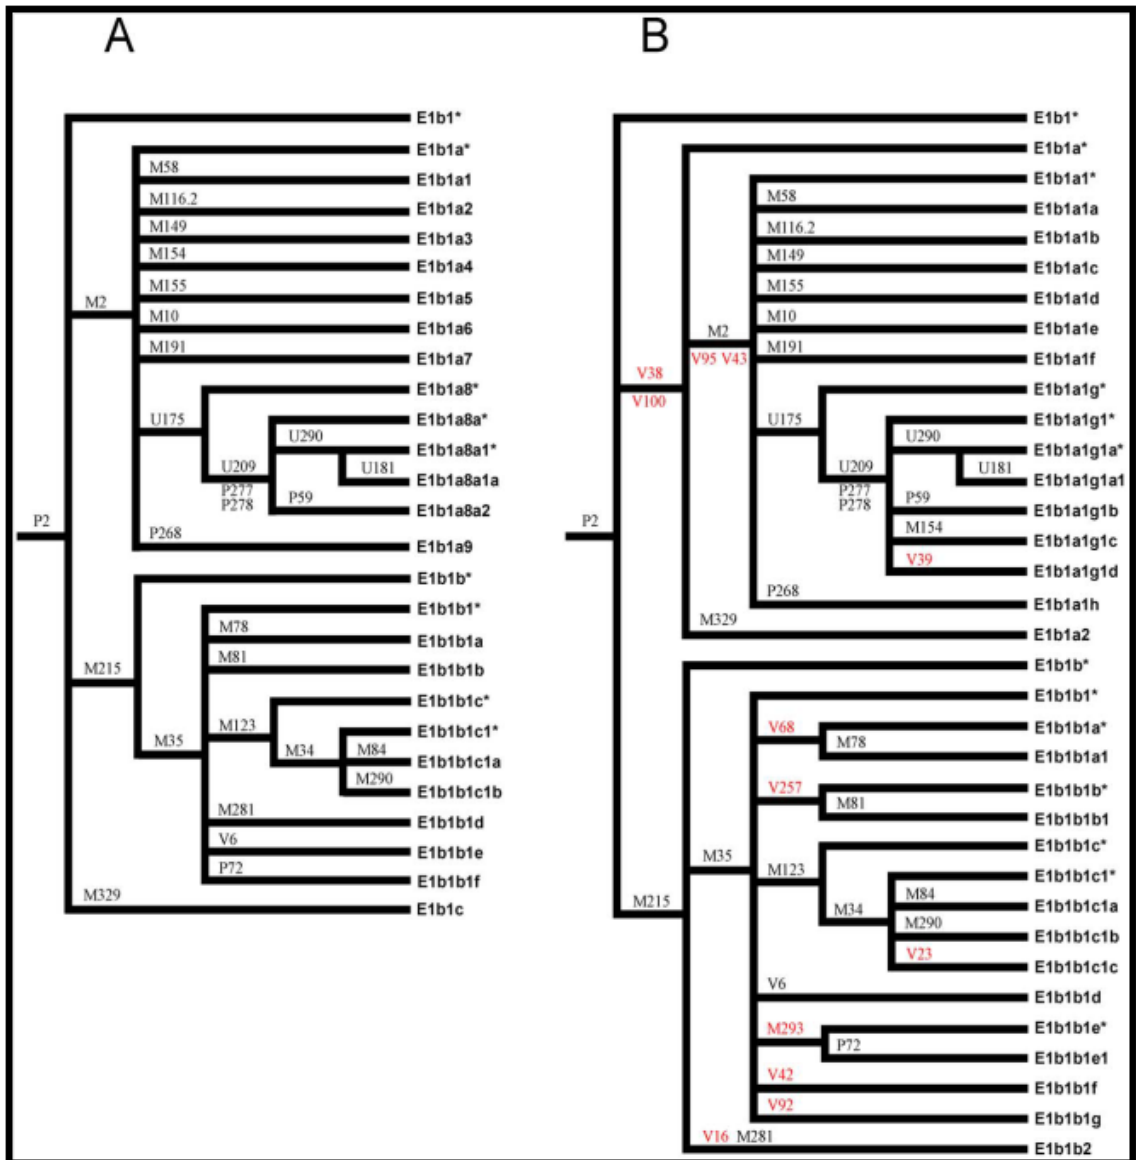 A
E1b1*
E1b1a*
M58
E1b1a1
M116.2
E1b1a2
M149
E1b1a3
M154
E1b1a4
M155
E1b1a5
M2
M10
E1b1a6
M191
E1b1a7
E1b1a8*
U175
E1b1a8a*
U290
E1b1a8a1*
U209
P277
P278
U181
E1b1a8a1a
P59
E1b1a8a2
P2
P268
E1b1a9
E1b1b*
E1b1b1*
M78
E1b1b1a
M81
E1b1b1b
M215
E1b1b1c*
M123
E1b1b1c1*
M35
M34
M84
E1b1b1c1a
M290
E1b1b1c1b
M281
E1b1b1d
V6
E1b1b1e
P72
E1b1b1f
M329
E1b1c
B
E1b1*
E1b1a*
E1b1a1*
M58
E1b1a1a
M116.2
E1b1a1b
M149
E1b1a1c
M155
E1b1a1d
M10
E1b1a1e
M2
V95 V43
M191
E1b1a1f
V38
V100
E1b1a1g*
U175
E1b1a1g1*
U290
E1b1a1g1a*
U209
P277
P278
U181
E1b1a1g1a1
P59
E1b1a1g1b
P2
M154
E1b1a1g1c
V39
E1b1a1g1d
P268
E1b1a1h
M329
E1b1a2
E1b1b*
E1b1b1*
V68
E1b1b1a*
M78
E1b1b1a1
V257
E1b1b1b*
M81
E1b1b1b1
E1b1b1c*
M35
M123
E1b1b1c1*
M215
M34
M84
E1b1b1c1a
M290
E1b1b1c1b
V23
E1b1b1c1c
V6
E1b1b1d
M293
E1b1b1e*
P72
E1b1b1e1
V42
E1b1b1f
V92
E1b1b1g
V16 M281
E1b1b2